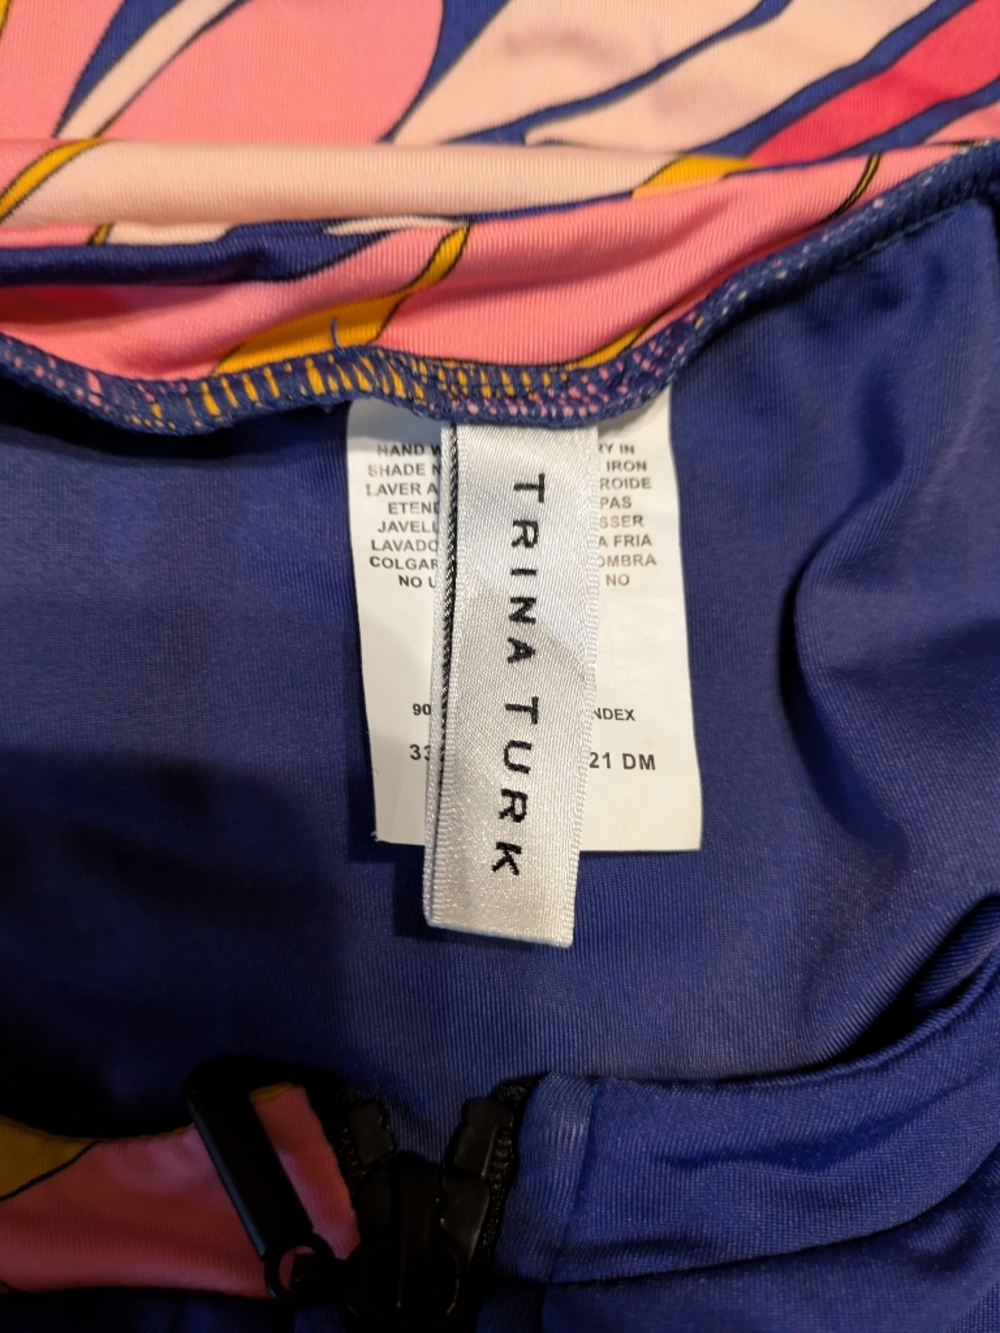 TRINA TURK
HAND
RY IN
SHADE
IRON
LAVER A
ROIDE
ETEND
PAS
JAVELL
SSER
LAVADO
A FRIA
COLGAR
OMBRA
NO U
NO
90
NDEX
33
21 DM